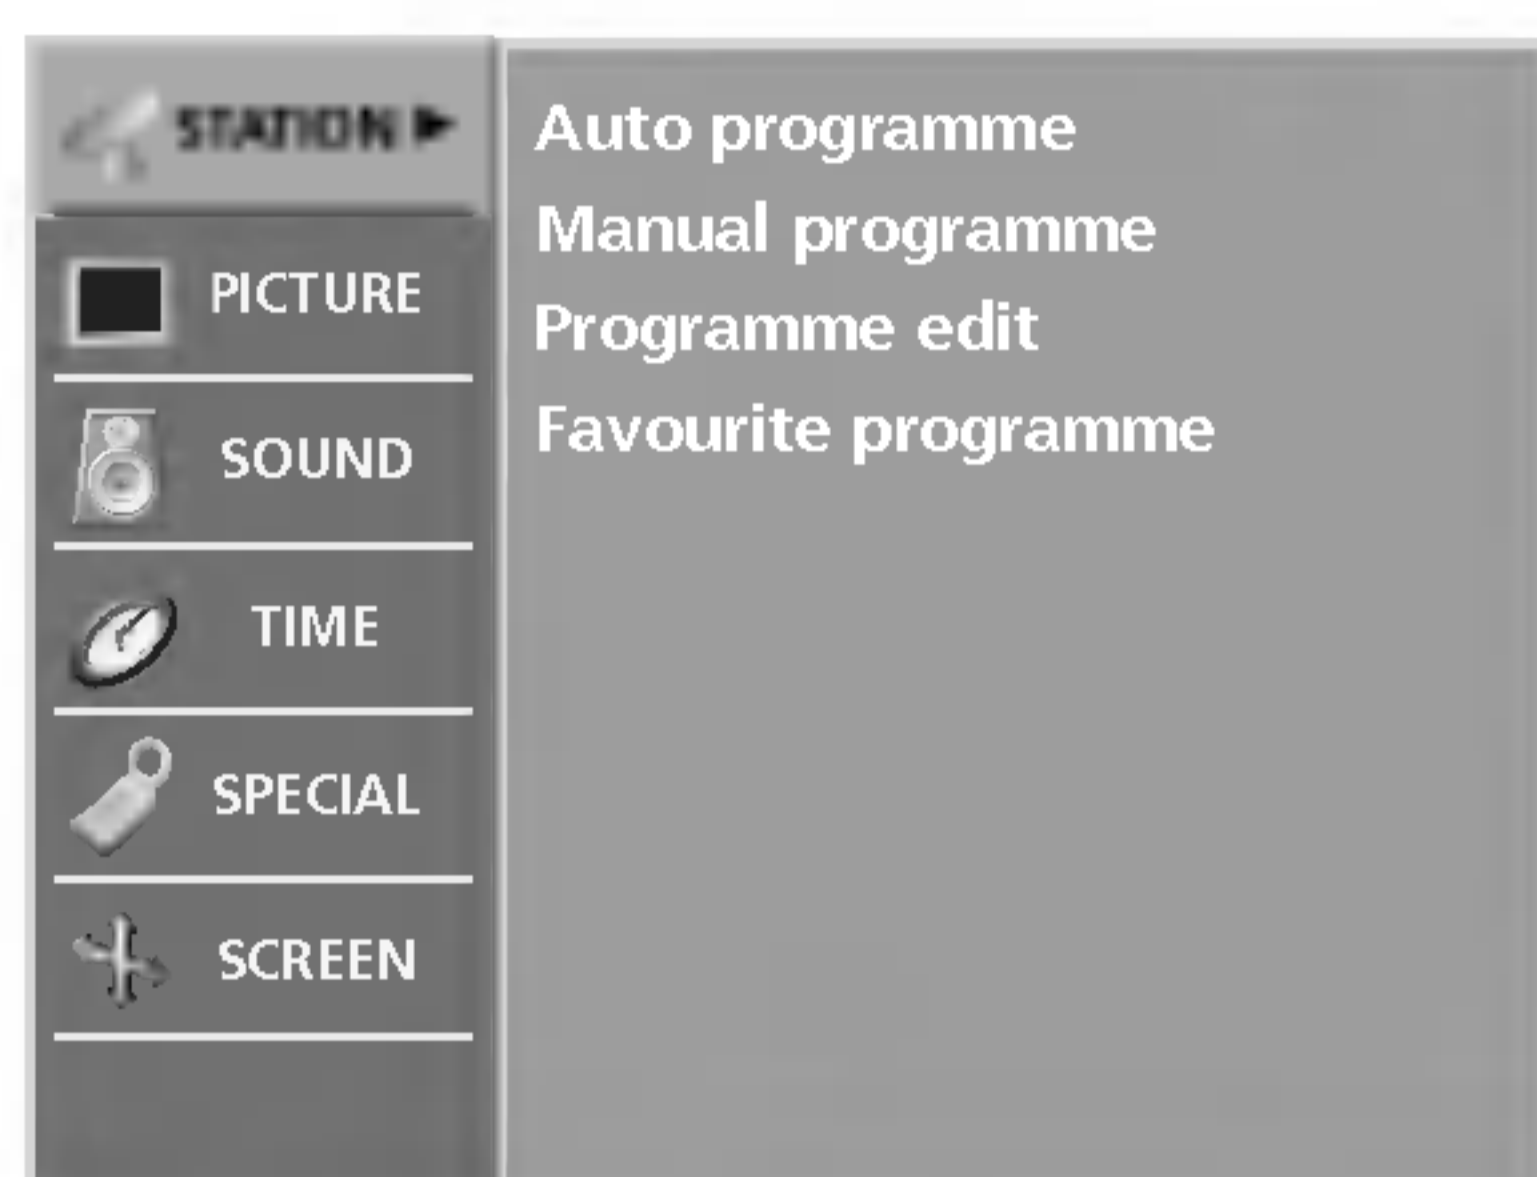 STATION
PICTURE
SOUND
TIME
SPECIAL
SCREEN
Auto programme
Manual programme
Programme edit
Favourite programme